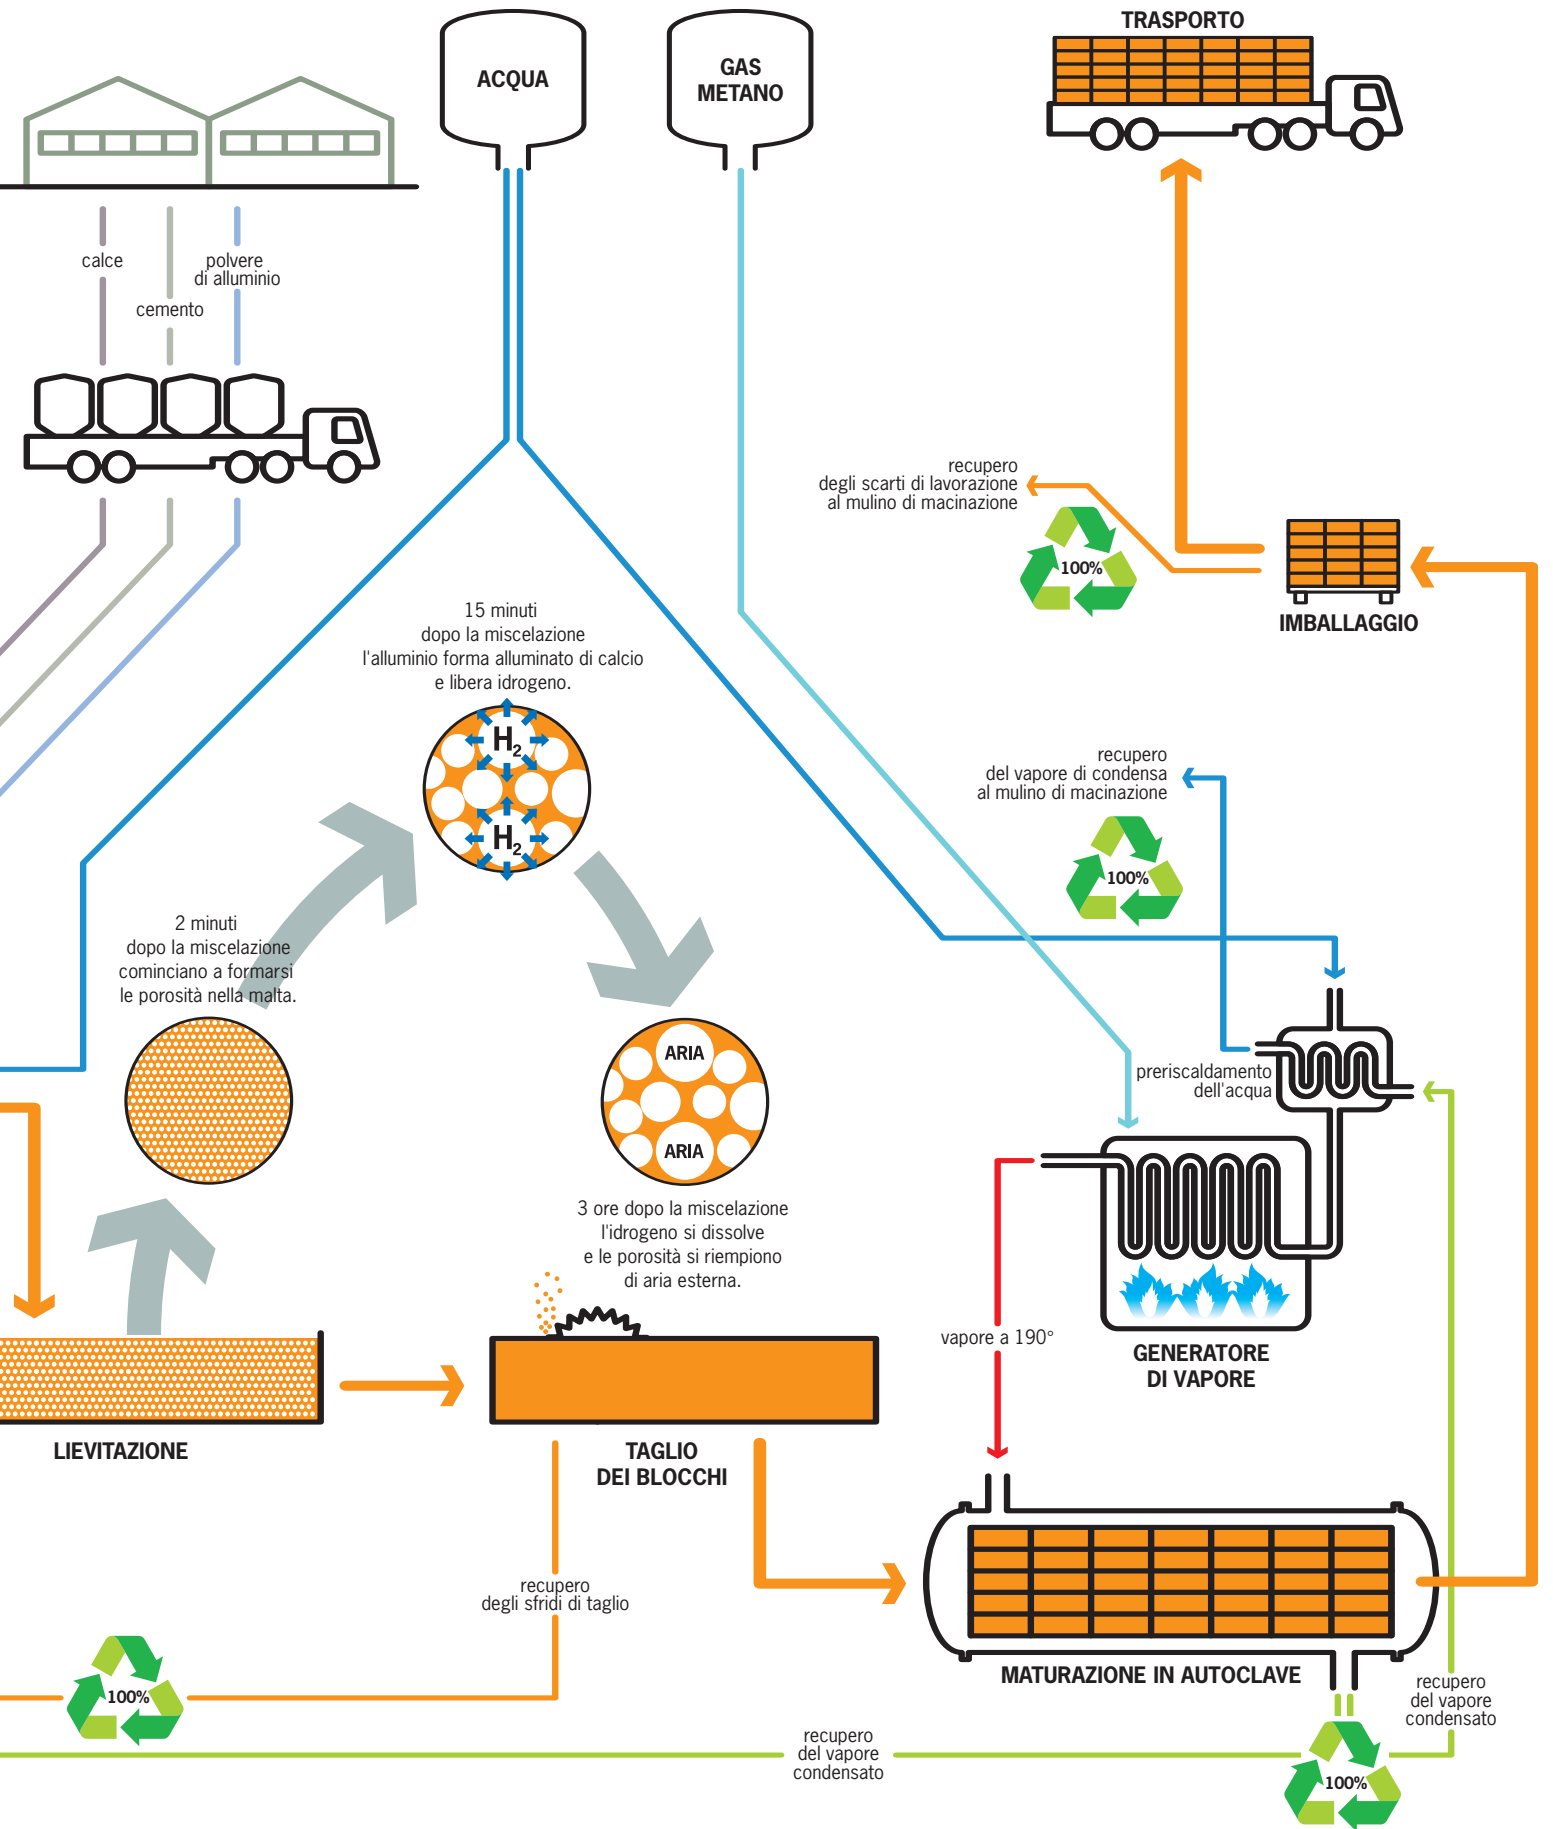 TRASPORTO
ACQUA
GAS
METANO
calce
polvere
di alluminio
cemento
recupero
degli scarti di lavorazione
al mulino di macinazione
100%
IMBALLAGGIO
15 minuti
dopo la miscelazione
l'alluminio forma alluminato di calcio
e libera idrogeno.
H2
H2
recupero
del vapore di condensa
al mulino di macinazione
100%
2 minuti
dopo la miscelazione
cominciano a formarsi
le porosità nella malta.
ARIA
ARIA
preriscaldamento
dell'acqua
3 ore dopo la miscelazione
l'idrogeno si dissolve
e le porosità si riempiono
di aria esterna.
vapore a 190°
GENERATORE
DI VAPORE
LIEVITAZIONE
TAGLIO
DEI BLOCCHI
recupero
degli sfridi di taglio
MATURAZIONE IN AUTOCLAVE
100%
recupero
del vapore
condensato
recupero
del vapore
condensato
100%